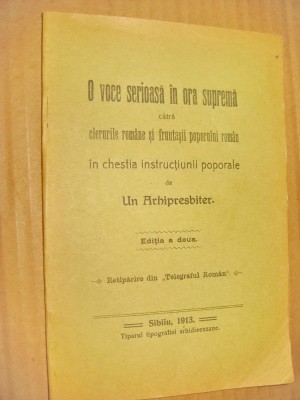 O voce serioasă în ora supremă
cătră
clerurile române și fruntașii poporului român
în chestia instrucțiunii poporale
de
Un Arhipresbiter.
Ediția a doua.
Retipărire din „Telegraful Român”.
Sibiiu, 1913.
Tiparul tipografiei arhidiecezane.